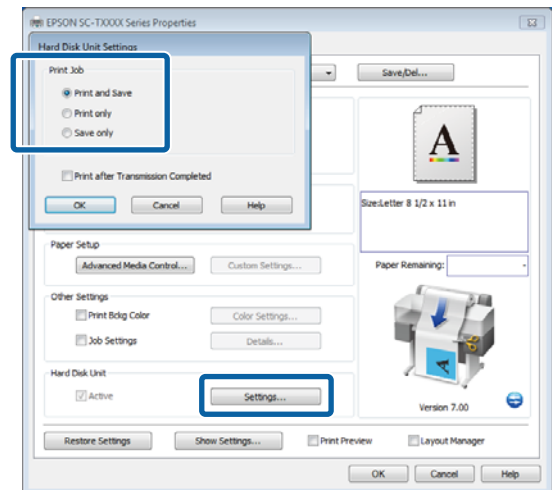 EPSON SC-TXXXX Series Properties
Hard Disk Unit Settings
Print Job
Print and Save
Print only
Save only
Print after Transmission Completed
OK Cancel Help
Save/Del...
A
Size:Letter 8 1/2 x 11 in
Paper Setup
Advanced Media Control... Custom Settings...
Paper Remaining:
Other Settings
Print Bckg Color Color Settings...
Job Settings Details...
Hard Disk Unit
Active Settings...
A
Version 7.00
Restore Settings Show Settings... Print Preview Layout Manager
OK Cancel Help